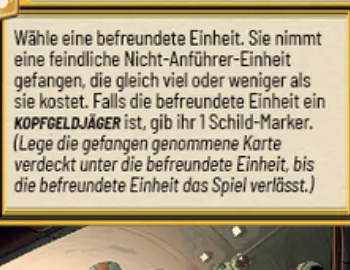 Wähle eine befreundete Einheit. Sie nimmt
eine feindliche Nicht-Anführer-Einheit
gefangen, die gleich viel oder weniger als
sie kostet. Falls die befreundete Einheit ein
KOPFGELDJÄGER ist, gib ihr 1 Schild-Marker.
(Lege die gefangen genommene Karte
verdeckt unter die befreundete Einheit, bis
die befreundete Einheit das Spiel verlässt.)